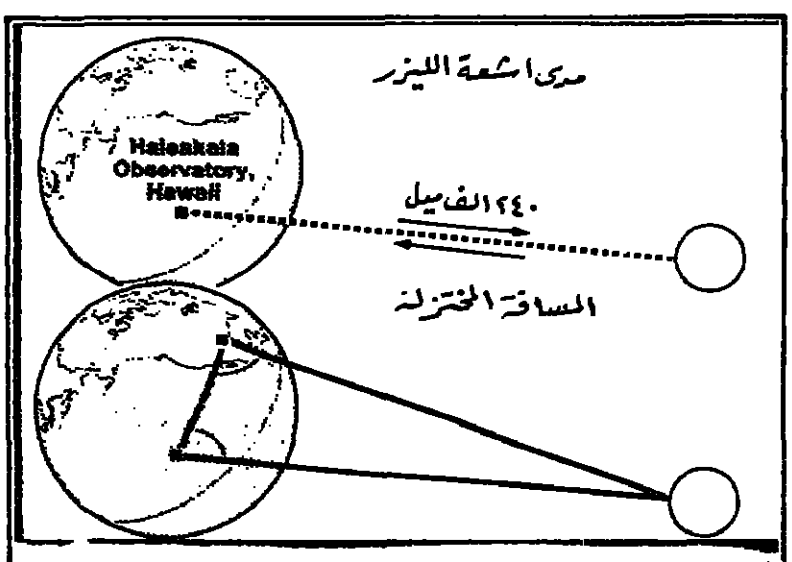 مدى اشعة الليزر
Haleakala
Observatory,
Hawaii
٢٤٠ الف ميل
المسافة المختزلة